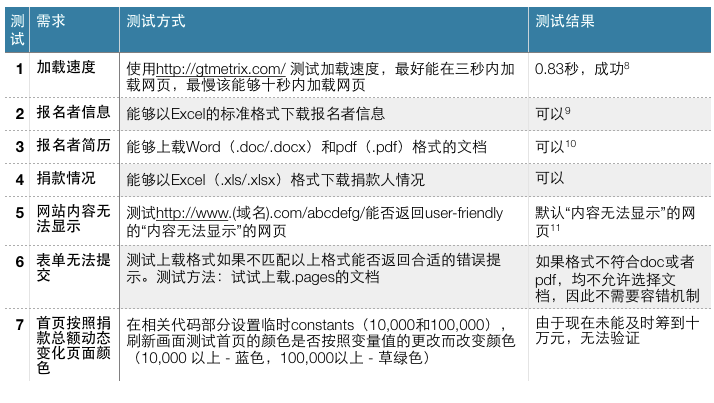 测试 需求 测试方式 测试结果
1 加载速度 使用http://gtmetrix.com/ 测试加载速度，最好能在三秒内加 0.83秒，成功8
载网页，最慢该能够十秒内加载网页
2 报名者信息 能够以Excel的标准格式下载报名者信息 可以9
3 报名者简历 能够上载Word（.doc/.docx）和pdf（.pdf）格式的文档 可以10
4 捐款情况 能够以Excel（.xls/.xlsx）格式下载捐款人情况 可以
5 网站内容无 测试http://www.(域名).com/abcdefg/能否返回user-friendly 默认“内容无法显示”的网
法显示 的“内容无法显示”的网页 页11
6 表单无法提 测试上载格式如果不匹配以上格式能否返回合适的错误提 如果格式不符合doc或者
交 示。测试方法：试试上载.pages的文档 pdf，均不允许选择文
档，因此不需要容错机制
7 首页按照捐 在相关代码部分设置临时constants（10,000和100,000）， 由于现在未能及时筹到十
款总额动态 刷新画面测试首页的颜色是否按照变量值的更改而改变颜色 万元，无法验证
变化页面颜 （10,000 以上 - 蓝色，100,000以上 - 草绿色）
色